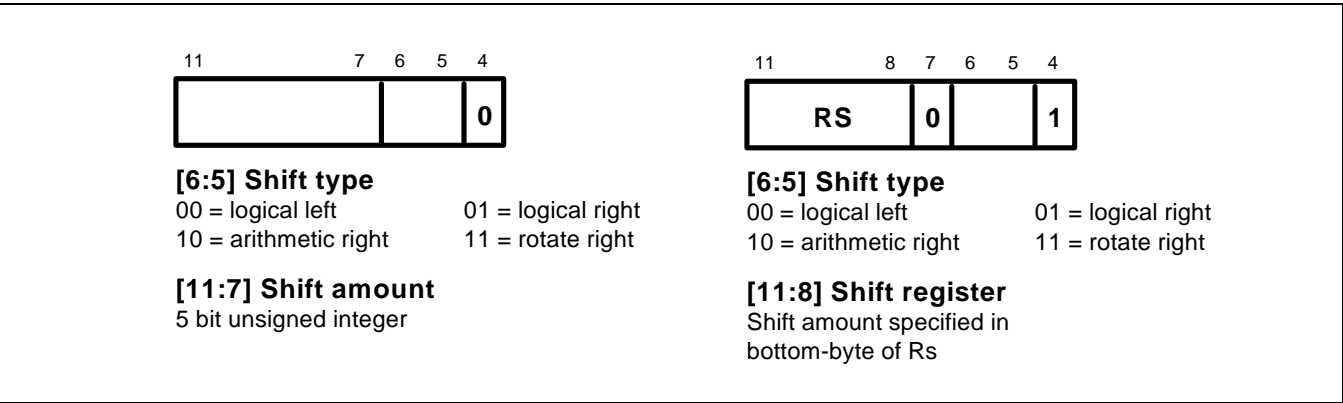 11 7 6 5 4
0
[6:5] Shift type
00 = logical left 01 = logical right
10 = arithmetic right 11 = rotate right
[11:7] Shift amount
5 bit unsigned integer
11 8 7 6 5 4
RS 0 1
[6:5] Shift type
00 = logical left 01 = logical right
10 = arithmetic right 11 = rotate right
[11:8] Shift register
Shift amount specified in
bottom-byte of Rs